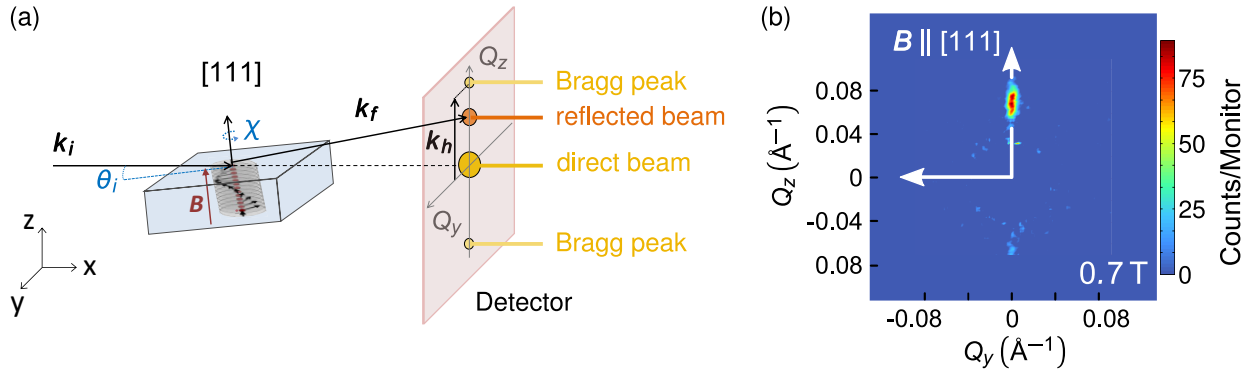 (a)
[111]
χ
k_i
θ_i
B
k_f
k_h
Q_z
Q_y
Bragg peak
reflected beam
direct beam
Bragg peak
Detector
z
x
y
(b)
B || [111]
0.7 T
Q_z (Å⁻¹)
0.08
0.04
0
-0.04
0.08
-0.08
0
0.08
Q_y (Å⁻¹)
75
50
25
0
Counts/Monitor